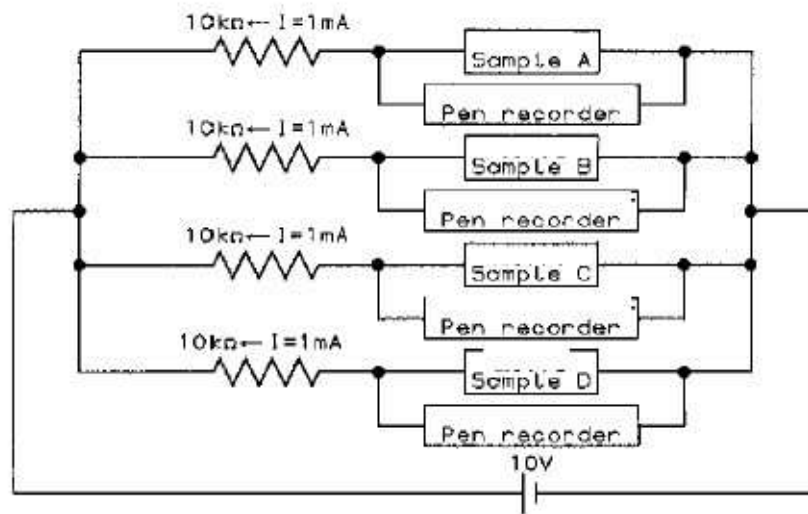 10kΩ← I=1mA
Sample A
Pen recorder
10kΩ← I=1mA
Sample B
Pen recorder
10kΩ← I=1mA
Sample C
Pen recorder
10kΩ← I=1mA
Sample D
Pen recorder
10V